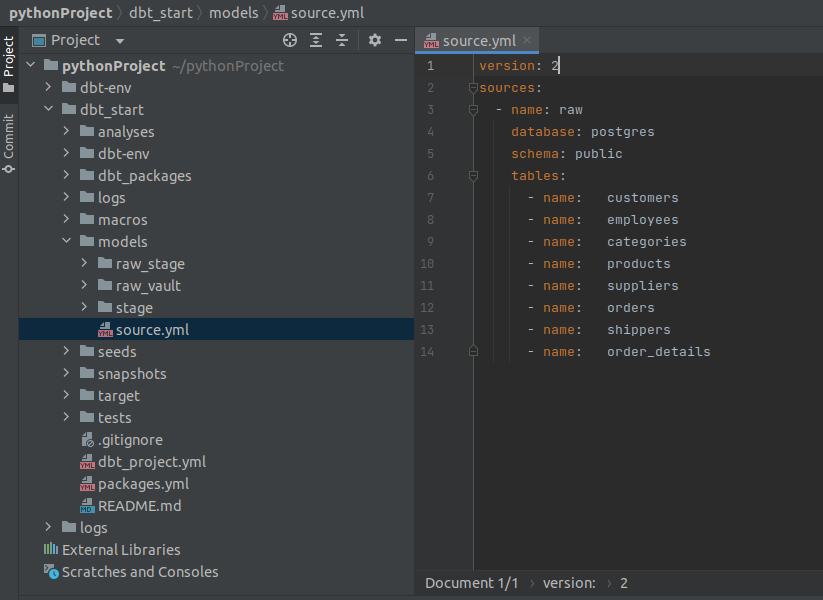 pythonProject dbt_start models source.yml
Project
source.yml
Project
Commit
pythonProject ~/pythonProject
dbt-env
dbt_start
analyses
dbt-env
dbt_packages
logs
macros
models
raw_stage
raw_vault
stage
source.yml
seeds
snapshots
target
tests
.gitignore
dbt_project.yml
packages.yml
README.md
logs
External Libraries
Scratches and Consoles
1 version: 2
2 sources:
3 - name: raw
4 database: postgres
5 schema: public
6 tables:
7 - name: customers
8 - name: employees
9 - name: categories
10 - name: products
11 - name: suppliers
12 - name: orders
13 - name: shippers
14 - name: order_details
Document 1/1 version: 2